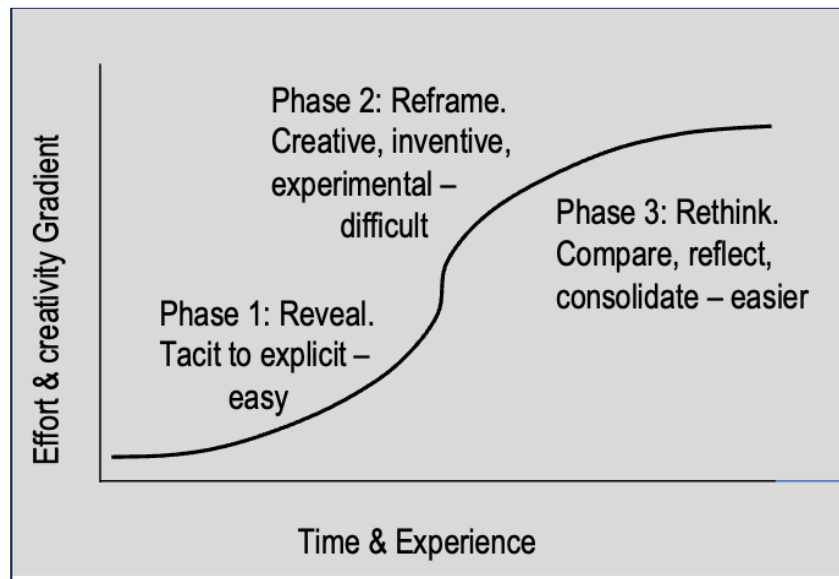 Effort & creativity Gradient
Phase 2: Reframe.
Creative, inventive,
experimental –
difficult
Phase 1: Reveal.
Tacit to explicit –
easy
Phase 3: Rethink.
Compare, reflect,
consolidate – easier
Time & Experience